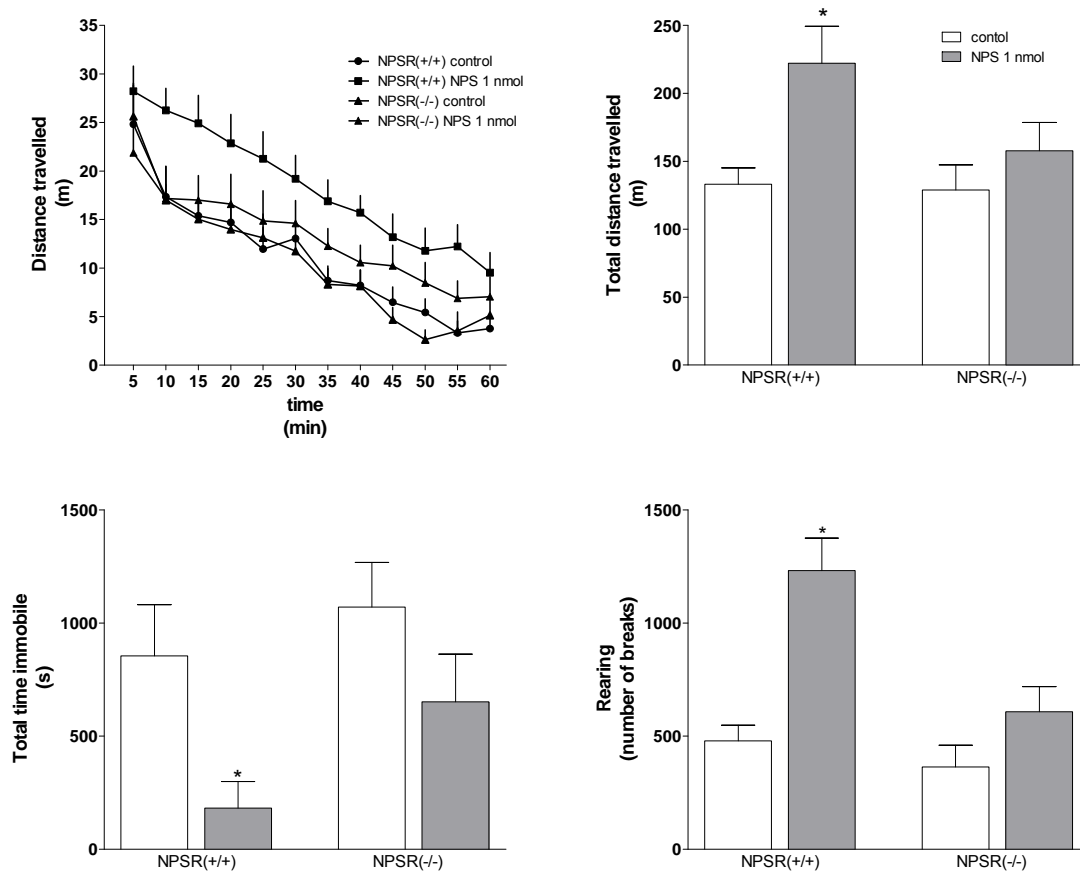 35
30
25
20
15
10
5
0
Distance travelled
(m)
NPSR(+/+) control
NPSR(+/+) NPS 1 nmol
NPSR(-/-) control
NPSR(-/-) NPS 1 nmol
5 10 15 20 25 30 35 40 45 50 55 60
time
(min)
250
200
150
100
50
0
Total distance travelled
(m)
*
contol
NPS 1 nmol
NPSR(+/+) NPSR(-/-)
1500
1000
500
0
Total time immobile
(s)
*
NPSR(+/+) NPSR(-/-)
1500
1000
500
0
Rearing
(number of breaks)
*
NPSR(+/+) NPSR(-/-)